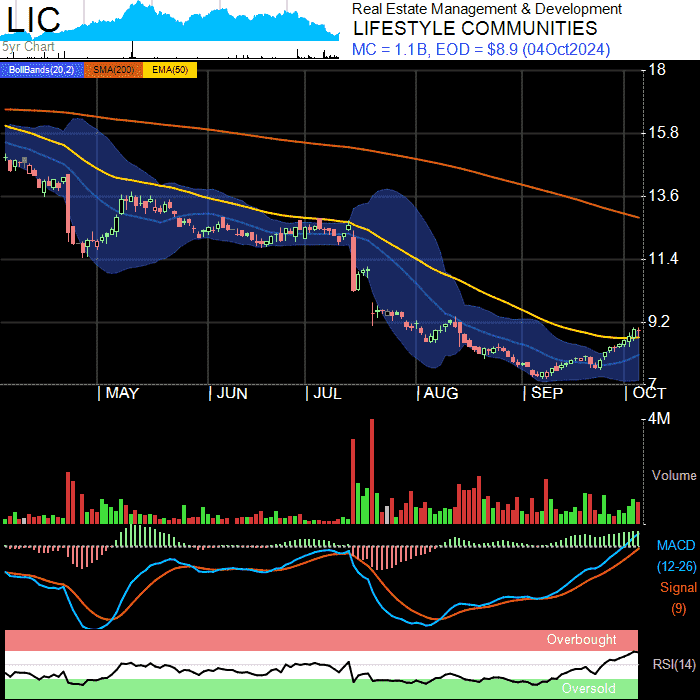 LIC
5yr Chart
Real Estate Management & Development
LIFESTYLE COMMUNITIES
MC = 1.1B, EOD = $8.9 (04Oct2024)
BollBands(20,2) SMA(200) EMA(50)
18
15.8
13.6
11.4
9.2
7
MAY JUN JUL AUG SEP OCT
4M
Volume
MACD
(12-26)
Signal
(9)
Overbought
RSI(14)
Oversold